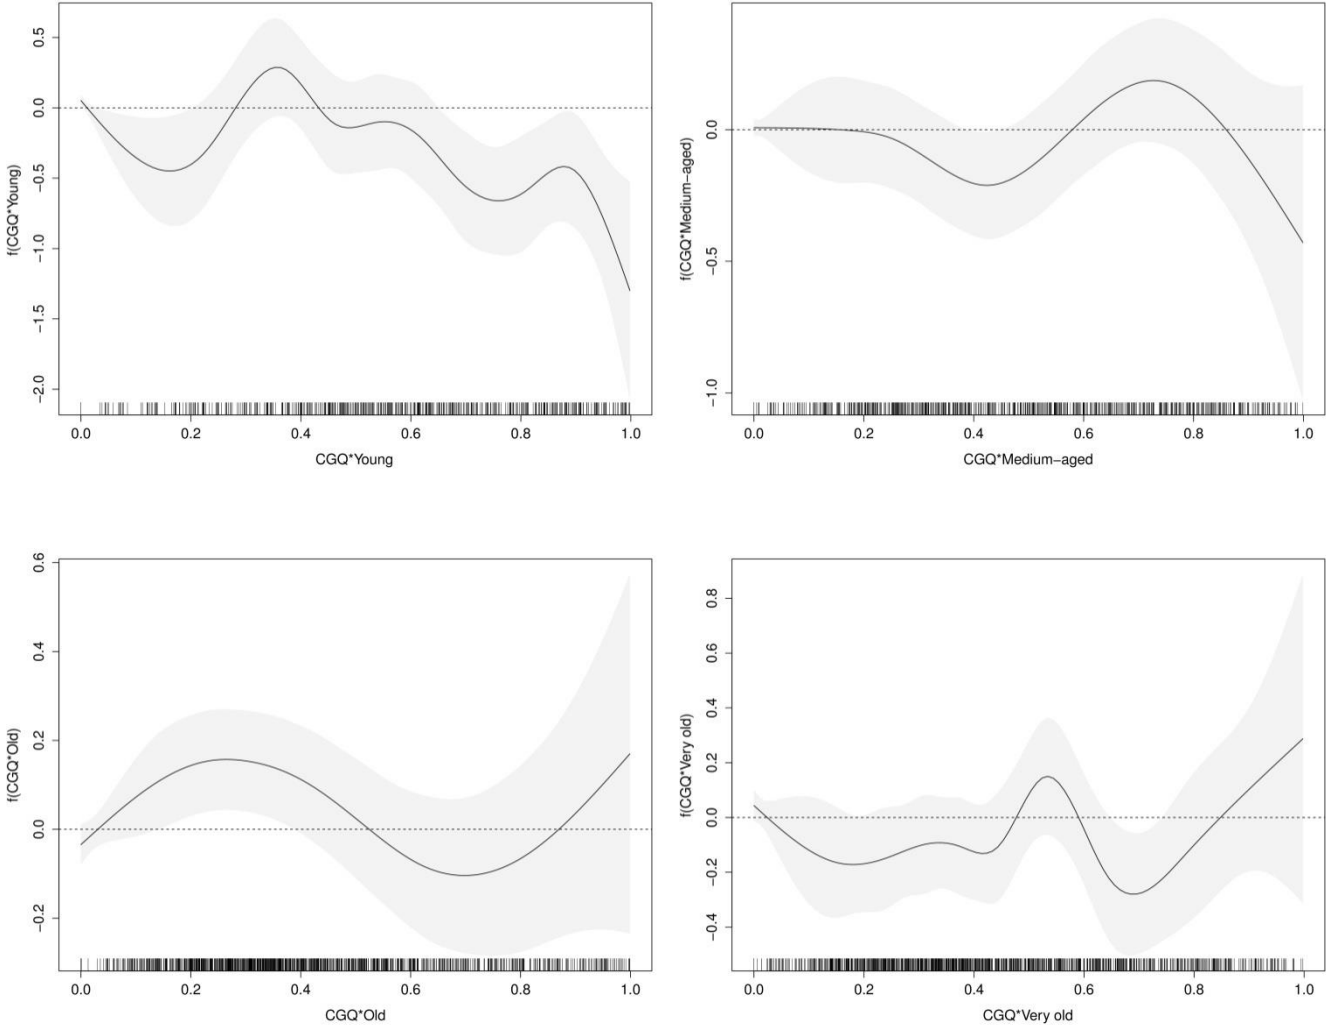 f(CGQ*Young)
0.5
0.0
−0.5
−1.0
−1.5
−2.0
0.0 0.2 0.4 0.6 0.8 1.0
CGQ*Young
f(CGQ*Medium−aged)
0.0
−0.5
−1.0
0.0 0.2 0.4 0.6 0.8 1.0
CGQ*Medium−aged
f(CGQ*Old)
0.6
0.4
0.2
0.0
−0.2
0.0 0.2 0.4 0.6 0.8 1.0
CGQ*Old
f(CGQ*Very old)
0.8
0.6
0.4
0.2
0.0
−0.2
−0.4
0.0 0.2 0.4 0.6 0.8 1.0
CGQ*Very old